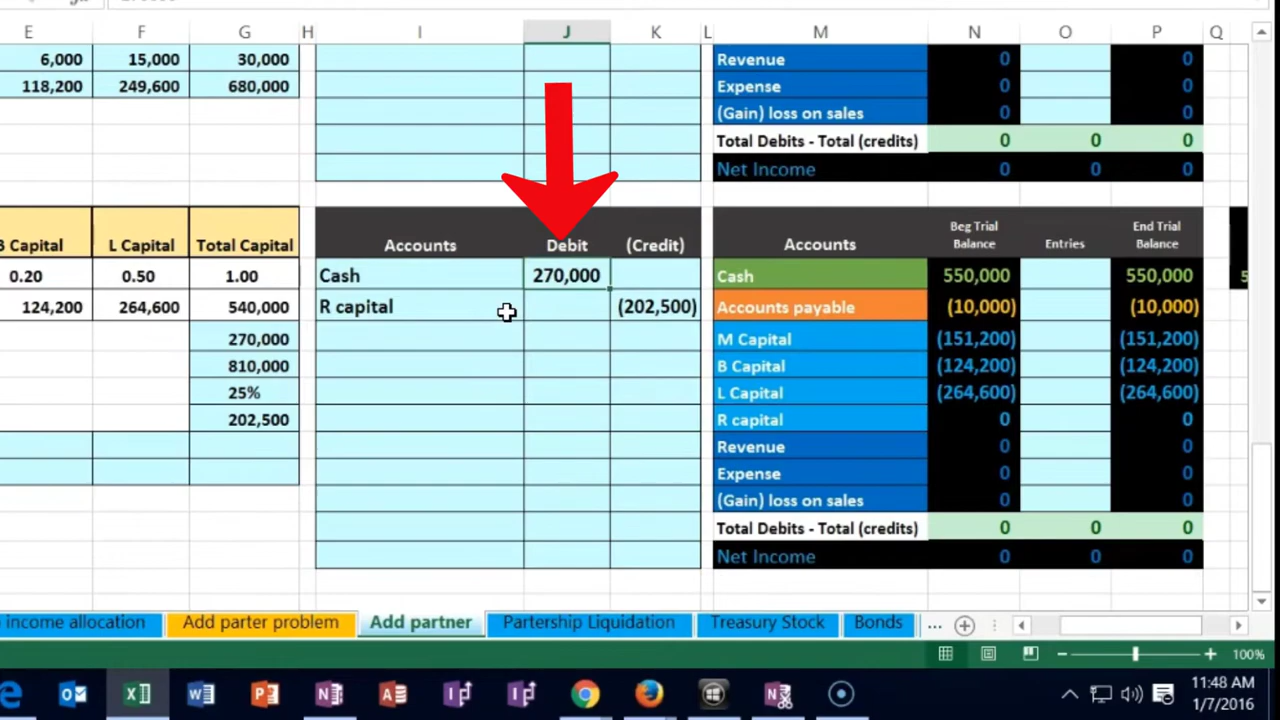 E F G H I J K L M N O P Q
6,000 15,000 30,000 Revenue 0 0
118,200 249,600 680,000 Expense 0 0
(Gain) loss on sales 0 0
Total Debits - Total (credits) 0 0 0
Net Income 0 0 0
B Capital L Capital Total Capital Accounts Debit (Credit) Accounts Beg Trial Balance Entries End Trial Balance
0.20 0.50 1.00 Cash 270,000 Cash 550,000 550,000 5
124,200 264,600 540,000 R capital (202,500) Accounts payable (10,000) (10,000)
270,000 M Capital (151,200) (151,200)
810,000 B Capital (124,200) (124,200)
25% L Capital (264,600) (264,600)
202,500 R capital 0 0
Revenue 0 0
Expense 0 0
(Gain) loss on sales 0 0
Total Debits - Total (credits) 0 0 0
Net Income 0 0 0
income allocation Add parter problem Add partner Partership Liquidation Treasury Stock Bonds ...
100%
11:48 AM
1/7/2016